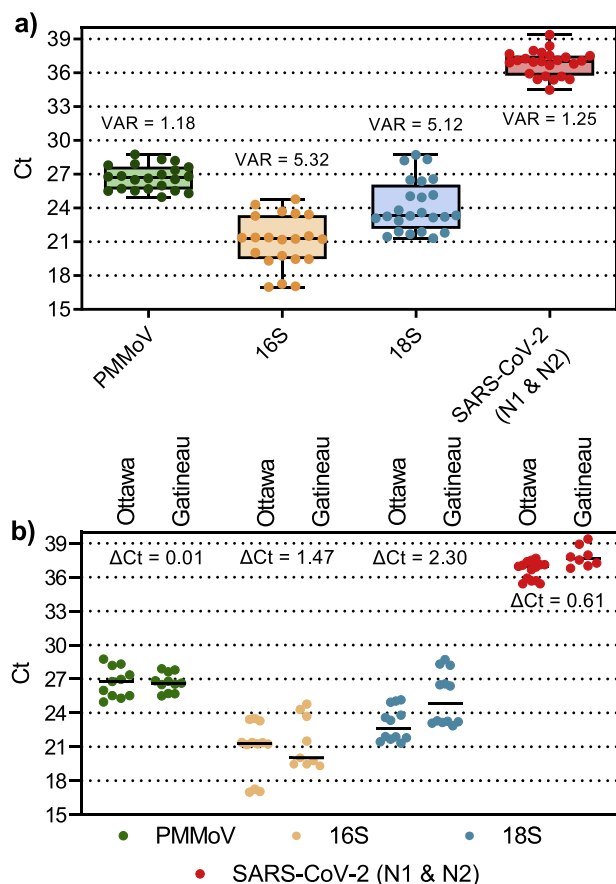 a)
39
36
33
30
27
24
21
18
15
Ct
VAR = 1.18
VAR = 5.32
VAR = 5.12
VAR = 1.25
PMMoV
16S
18S
SARS-CoV-2
(N1 & N2)
Ottawa
Gatineau
Ottawa
Gatineau
Ottawa
Gatineau
Ottawa
Gatineau
b)
39
36
33
30
27
24
21
18
15
Ct
ΔCt = 0.01
ΔCt = 1.47
ΔCt = 2.30
ΔCt = 0.61
PMMoV
16S
18S
SARS-CoV-2 (N1 & N2)